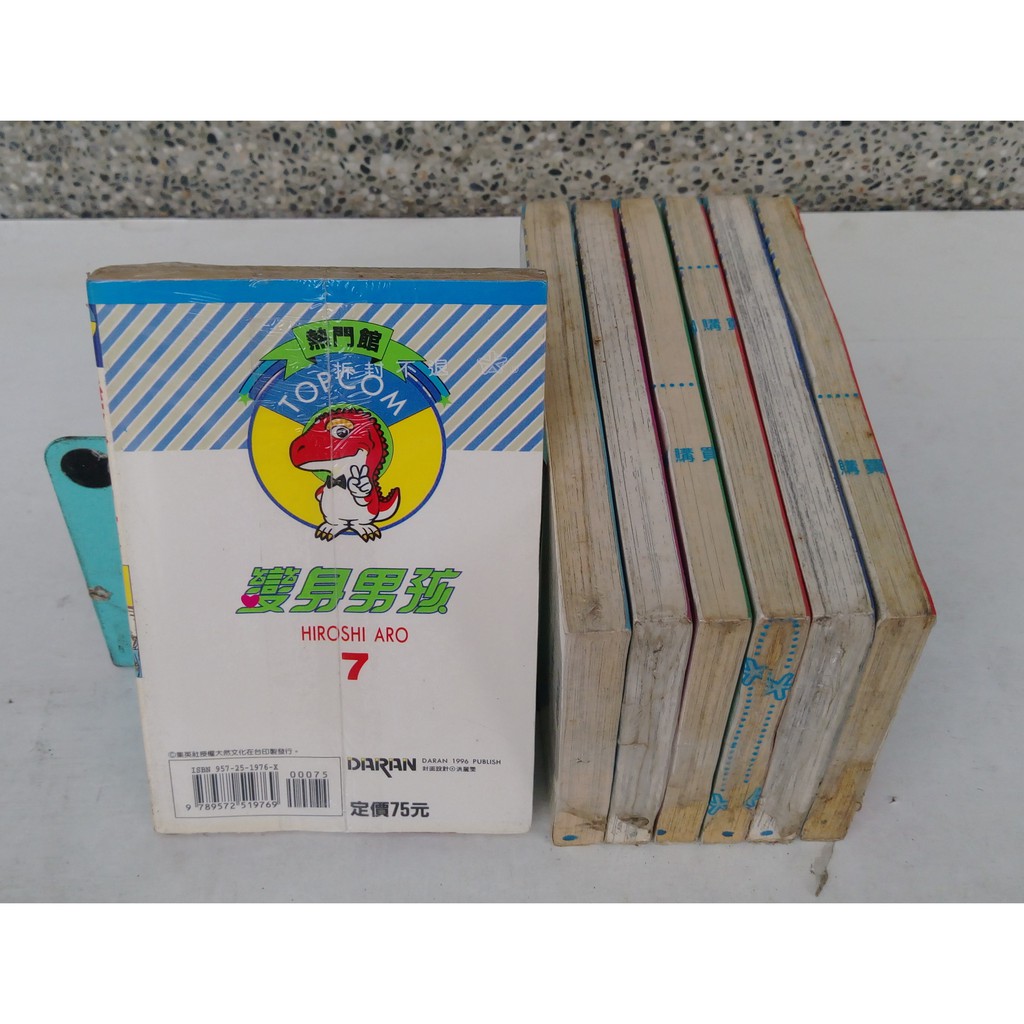 熱門館
拆封不退
TOPCOM
變身男孩
HIROSHI ARO
7
©集英社授權大然文化在台印製發行。
ISBN 957-25-1976-X
00075
9 789572 519769
DARAN
DARAN 1996 PUBLISH
定價75元
購買
購買
購買